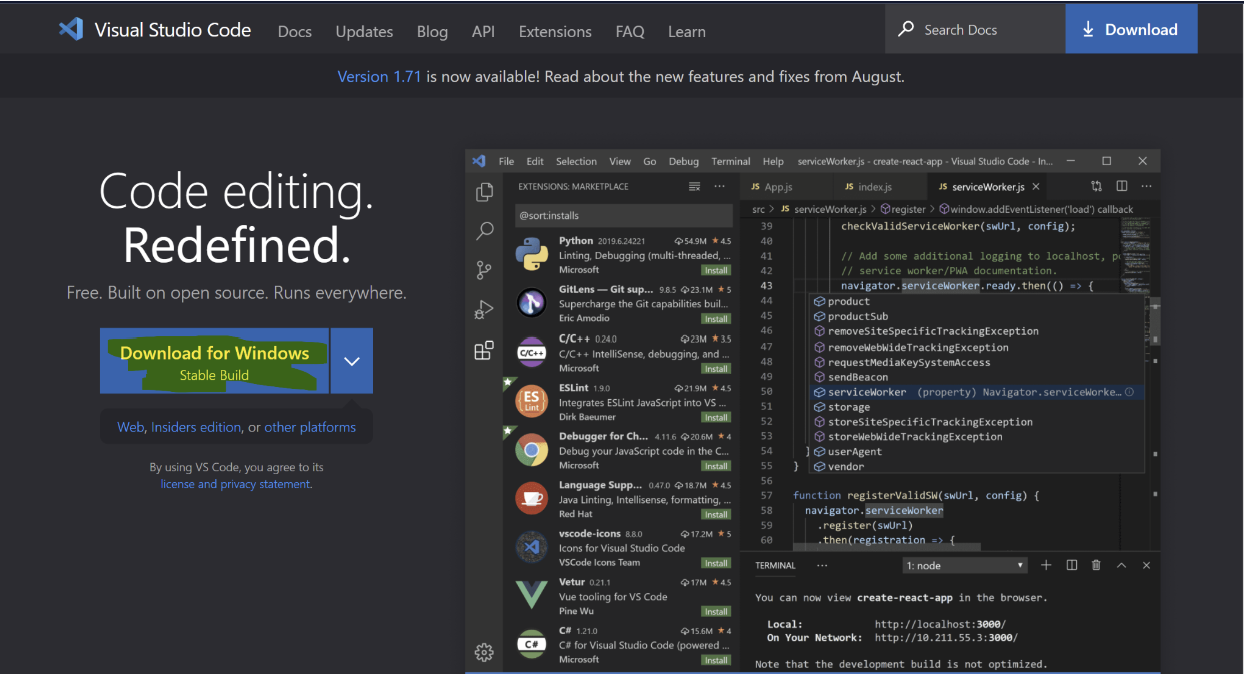 Visual Studio Code Docs Updates Blog API Extensions FAQ Learn Search Docs Download
Version 1.71 is now available! Read about the new features and fixes from August.
Code editing.
Redefined.
Free. Built on open source. Runs everywhere.
Download for Windows
Stable Build
Web, Insiders edition, or other platforms
By using VS Code, you agree to its
license and privacy statement.
File Edit Selection View Go Debug Terminal Help serviceWorker.js - create-react-app - Visual Studio Code - In...
EXTENSIONS: MARKETPLACE
@sort:installs
Python 2019.6.24221 54.9M 4.5
Linting, Debugging (multi-threaded, ...
Microsoft Install
GitLens — Git sup... 9.8.5 23.1M 5
Supercharge the Git capabilities buil...
Eric Amodio Install
C/C++
C/C++ 0.24.0 23M 3.5
C/C++ IntelliSense, debugging, and ...
Microsoft Install
ES
Lint
ESLint 1.9.0 21.9M 4.5
Integrates ESLint JavaScript into VS ...
Dirk Baeumer Install
Debugger for Ch... 4.11.6 20.6M 4
Debug your JavaScript code in the C...
Microsoft Install
Language Supp... 0.47.0 18.7M 4.5
Java Linting, Intellisense, formatting, ...
Red Hat Install
vscode-icons 8.8.0 17.2M 5
Icons for Visual Studio Code
VSCode Icons Team Install
Vetur 0.21.1 17M 4.5
Vue tooling for VS Code
Pine Wu Install
C#
C# 1.21.0 15.6M 4
C# for Visual Studio Code (powered ...
Microsoft Install
JS App.js JS index.js JS serviceWorker.js
src > JS serviceWorker.js > register > window.addEventListener('load') callback
39 checkValidServiceWorker(swUrl, config);
40
41 // Add some additional logging to localhost,
42 // service worker/PWA documentation.
43 navigator.serviceWorker.ready.then(() => {
44 product
45 productSub
46 removeSiteSpecificTrackingException
47 removeWebWideTrackingException
48 requestMediaKeySystemAccess
49 sendBeacon
50 serviceWorker (property) Navigator.serviceWorke...
51 storage
52 storeSiteSpecificTrackingException
53 storeWebWideTrackingException
54 } userAgent
55 } vendor
56
57 function registerValidSW(swUrl, config) {
58 navigator.serviceWorker
59 .register(swUrl)
60 .then(registration => {
TERMINAL ... 1: node
You can now view create-react-app in the browser.
Local: http://localhost:3000/
On Your Network: http://10.211.55.3:3000/
Note that the development build is not optimized.